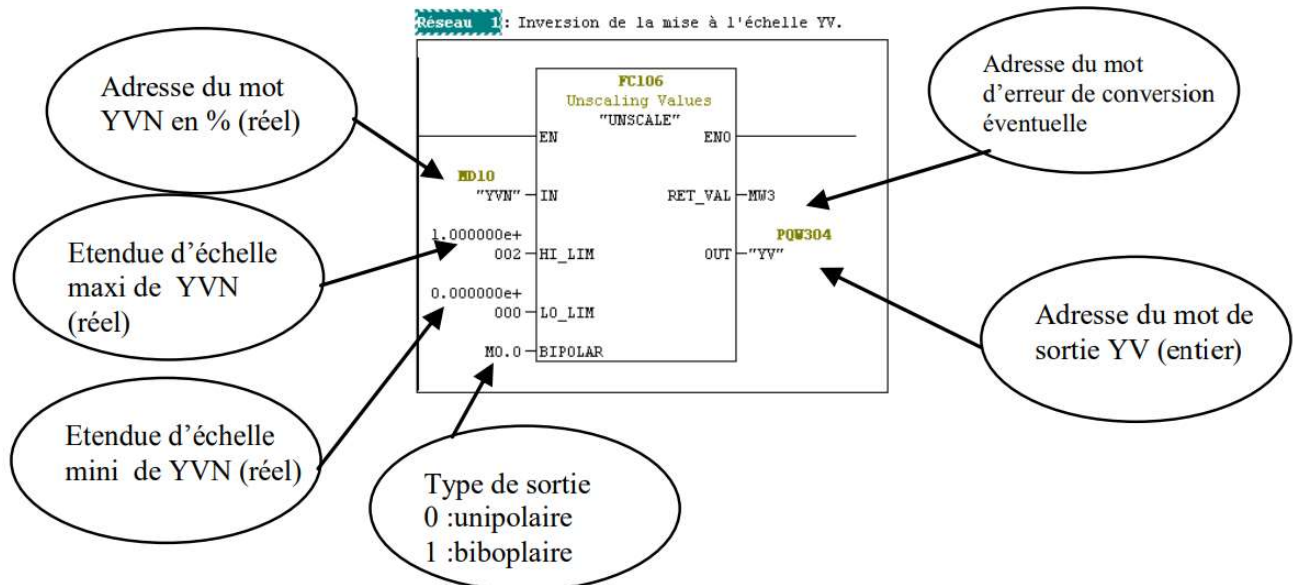 Réseau 1: Inversion de la mise à l'échelle YV.
Adresse du mot
YVN en % (réel)
Etendue d'échelle
maxi de YVN
(réel)
Etendue d'échelle
mini de YVN (réel)
FC106
Unscaling Values
"UNSCALE"
EN
ENO
MD10
"YVN"
IN
RET_VAL
MW3
1.000000e+
002
HI_LIM
PQW304
OUT
"YV"
0.000000e+
000
LO_LIM
M0.0
BIPOLAR
Type de sortie
0 :unipolaire
1 :biboplaire
Adresse du mot
d'erreur de conversion
éventuelle
Adresse du mot de
sortie YV (entier)